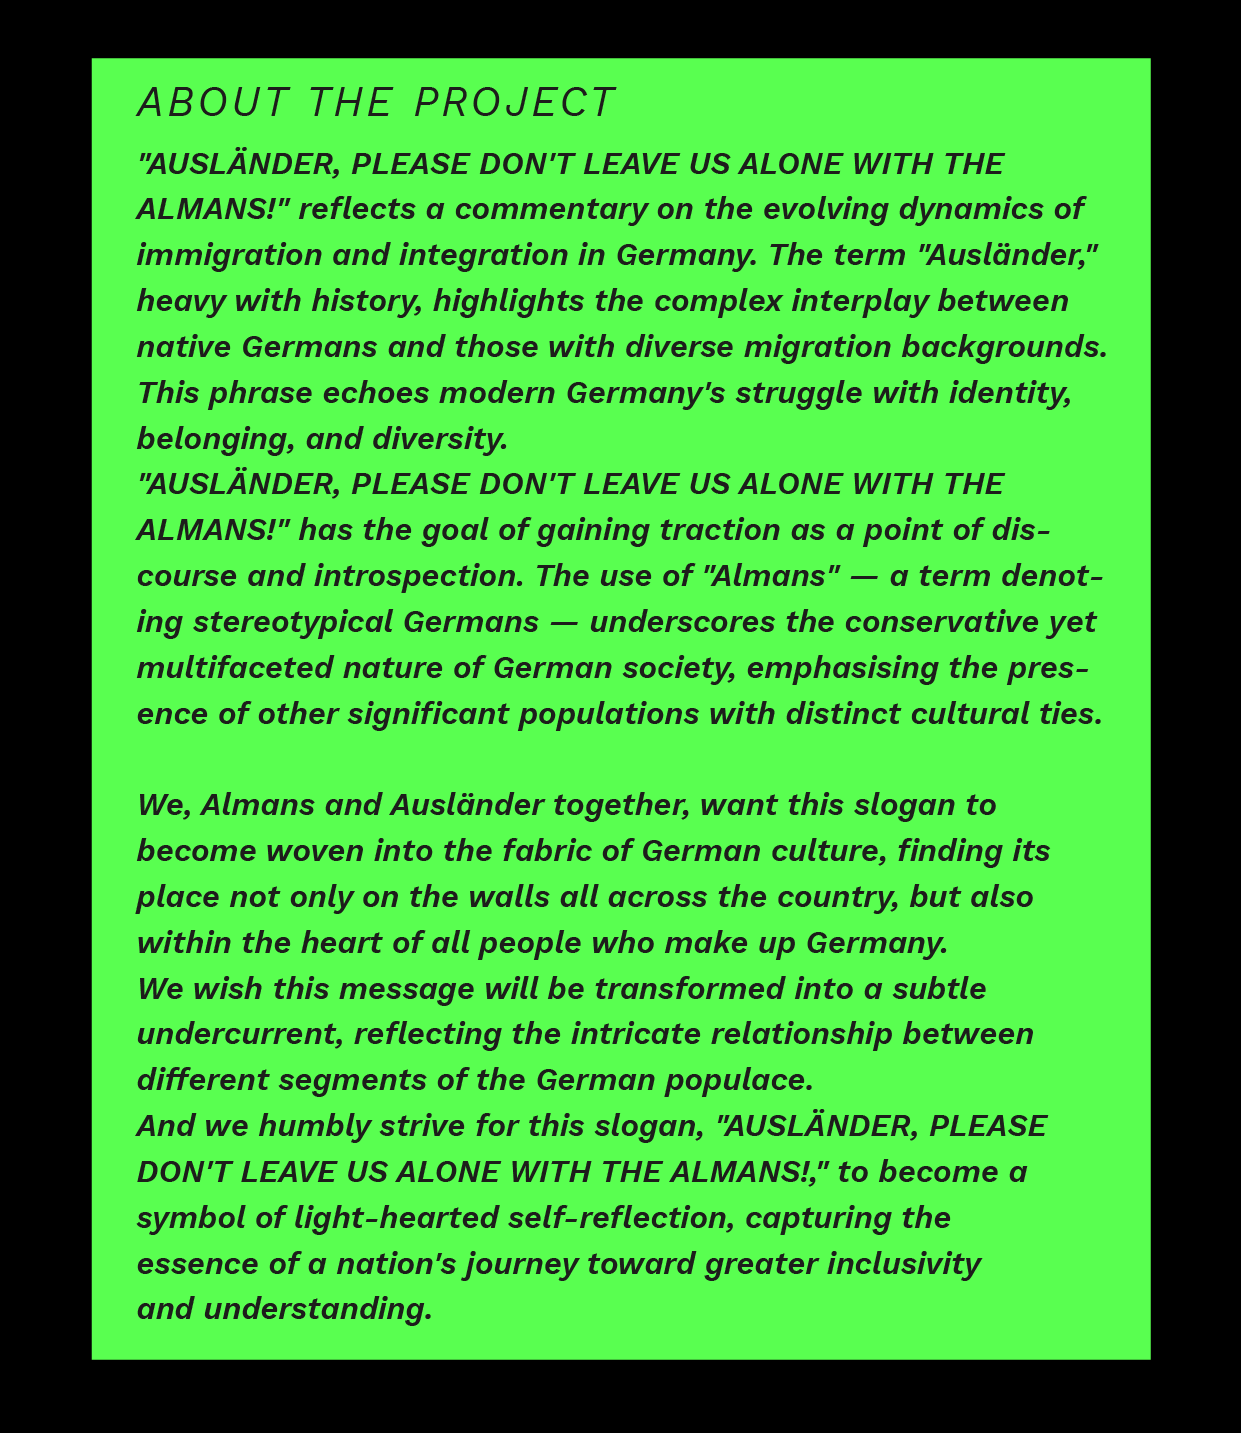 ABOUT THE PROJECT
"AUSLÄNDER, PLEASE DON'T LEAVE US ALONE WITH THE
ALMANS!" reflects a commentary on the evolving dynamics of
immigration and integration in Germany. The term "Ausländer,"
heavy with history, highlights the complex interplay between
native Germans and those with diverse migration backgrounds.
This phrase echoes modern Germany's struggle with identity,
belonging, and diversity.
"AUSLÄNDER, PLEASE DON'T LEAVE US ALONE WITH THE
ALMANS!" has the goal of gaining traction as a point of dis-
course and introspection. The use of "Almans" — a term denot-
ing stereotypical Germans — underscores the conservative yet
multifaceted nature of German society, emphasising the pres-
ence of other significant populations with distinct cultural ties.
We, Almans and Ausländer together, want this slogan to
become woven into the fabric of German culture, finding its
place not only on the walls all across the country, but also
within the heart of all people who make up Germany.
We wish this message will be transformed into a subtle
undercurrent, reflecting the intricate relationship between
different segments of the German populace.
And we humbly strive for this slogan, "AUSLÄNDER, PLEASE
DON'T LEAVE US ALONE WITH THE ALMANS!," to become a
symbol of light-hearted self-reflection, capturing the
essence of a nation's journey toward greater inclusivity
and understanding.